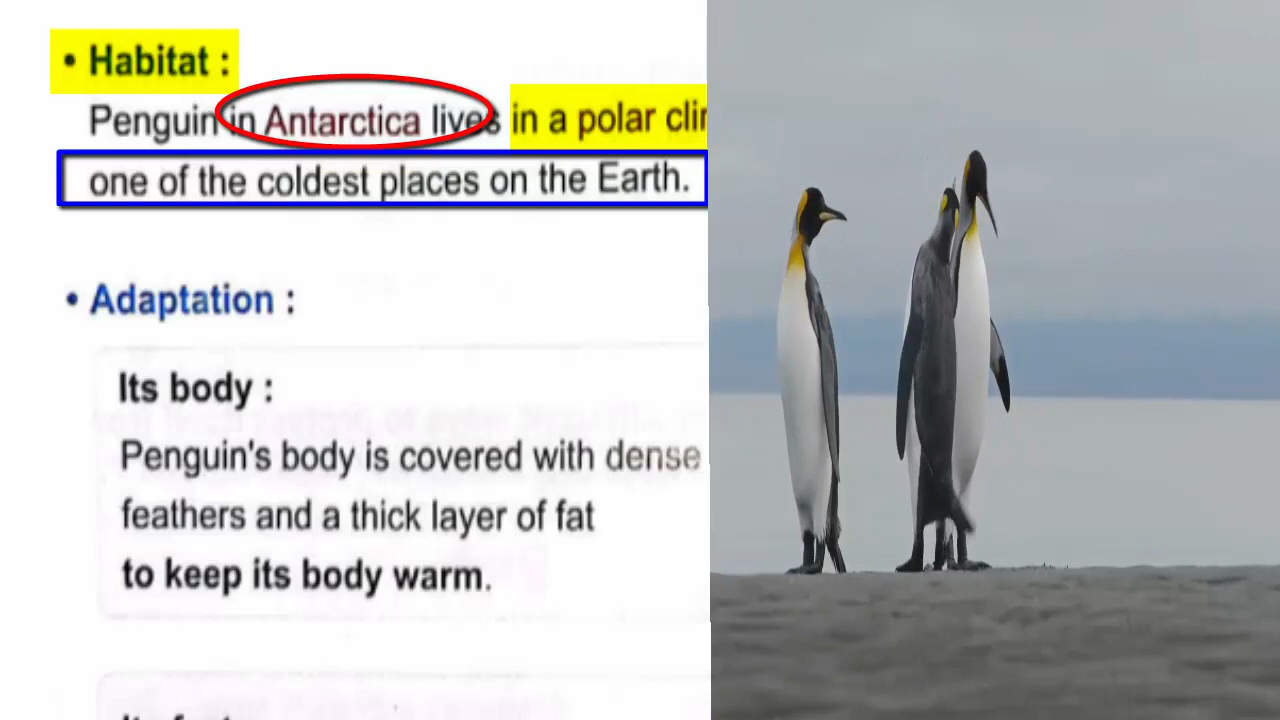 • Habitat :
Penguin in Antarctica lives in a polar
one of the coldest places on the Earth.
• Adaptation :
Its body :
Penguin's body is covered with dense
feathers and a thick layer of fat
to keep its body warm.